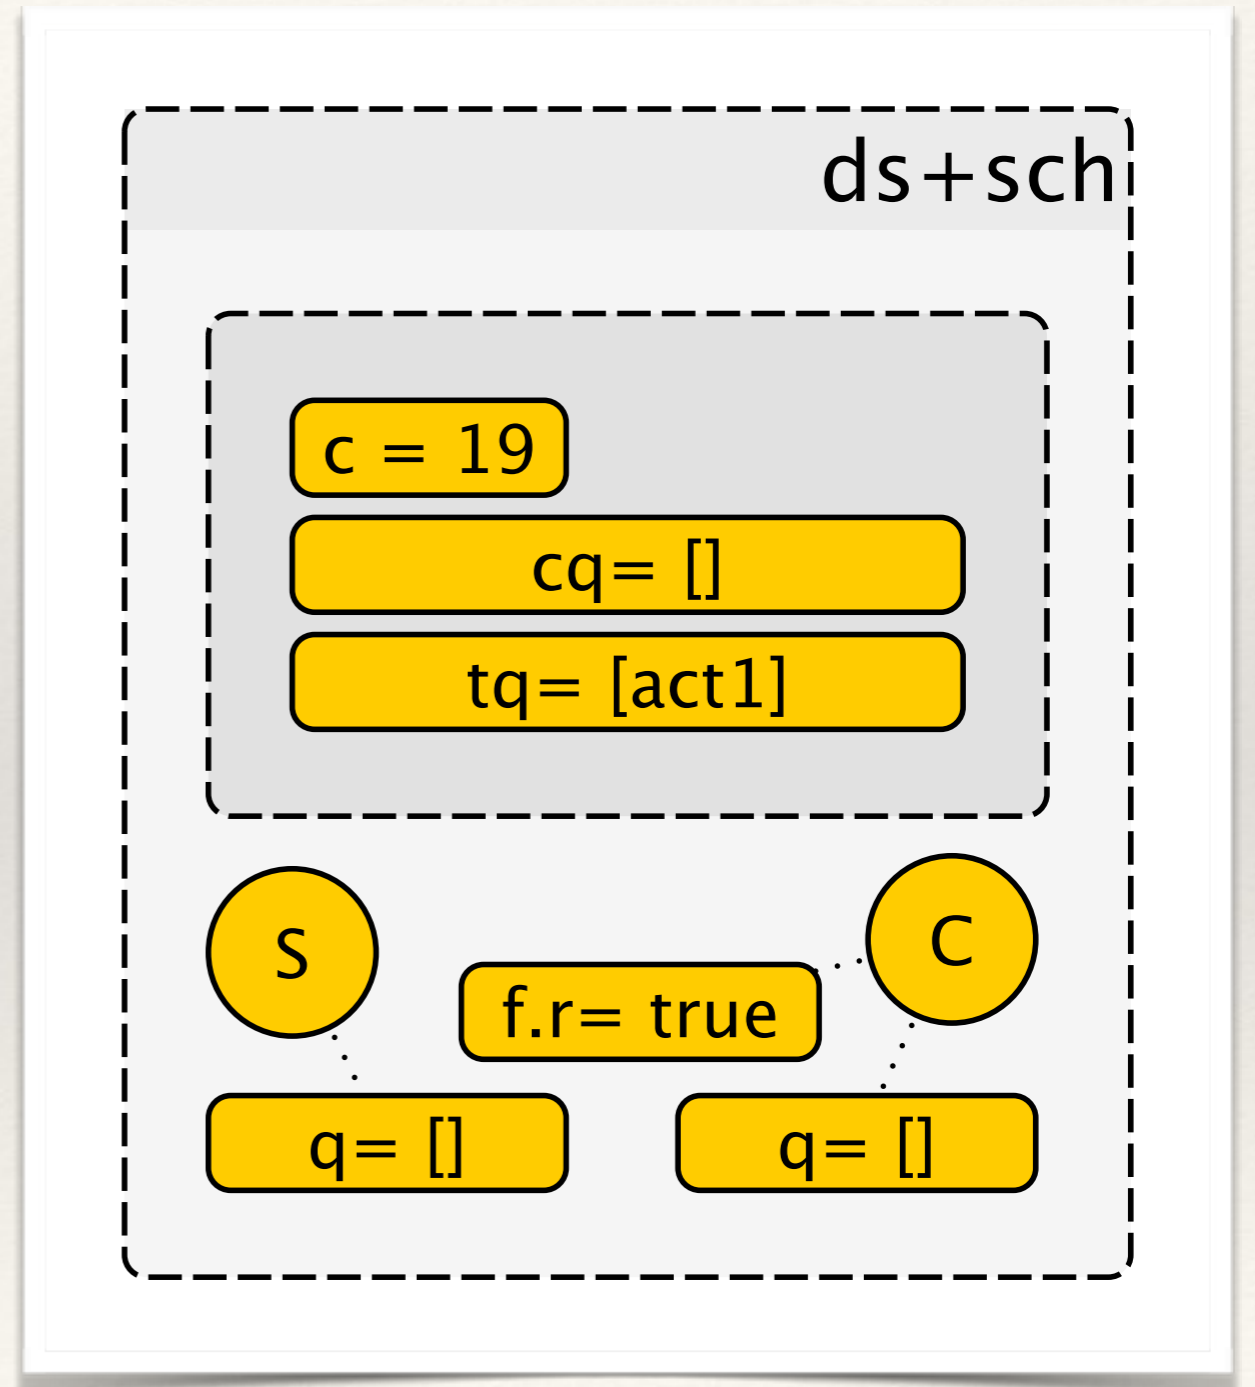 ds+sch
c = 19
cq= []
tq= [act1]
S
C
f.r= true
q= []
q= []